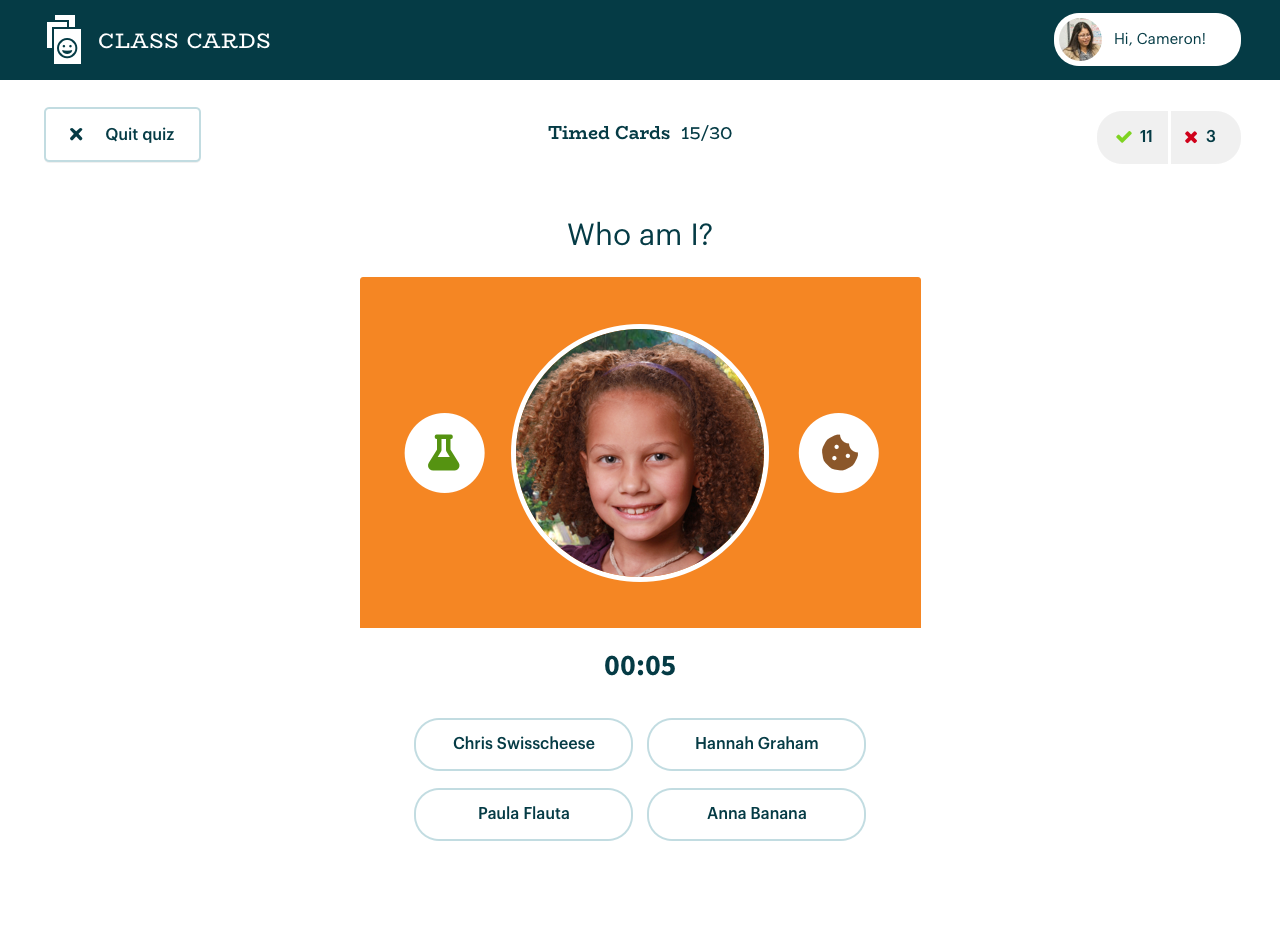 CLASS CARDS
Hi, Cameron!
Quit quiz
Timed Cards 15/30
11
3
Who am I?
00:05
Chris Swisscheese
Hannah Graham
Paula Flauta
Anna Banana